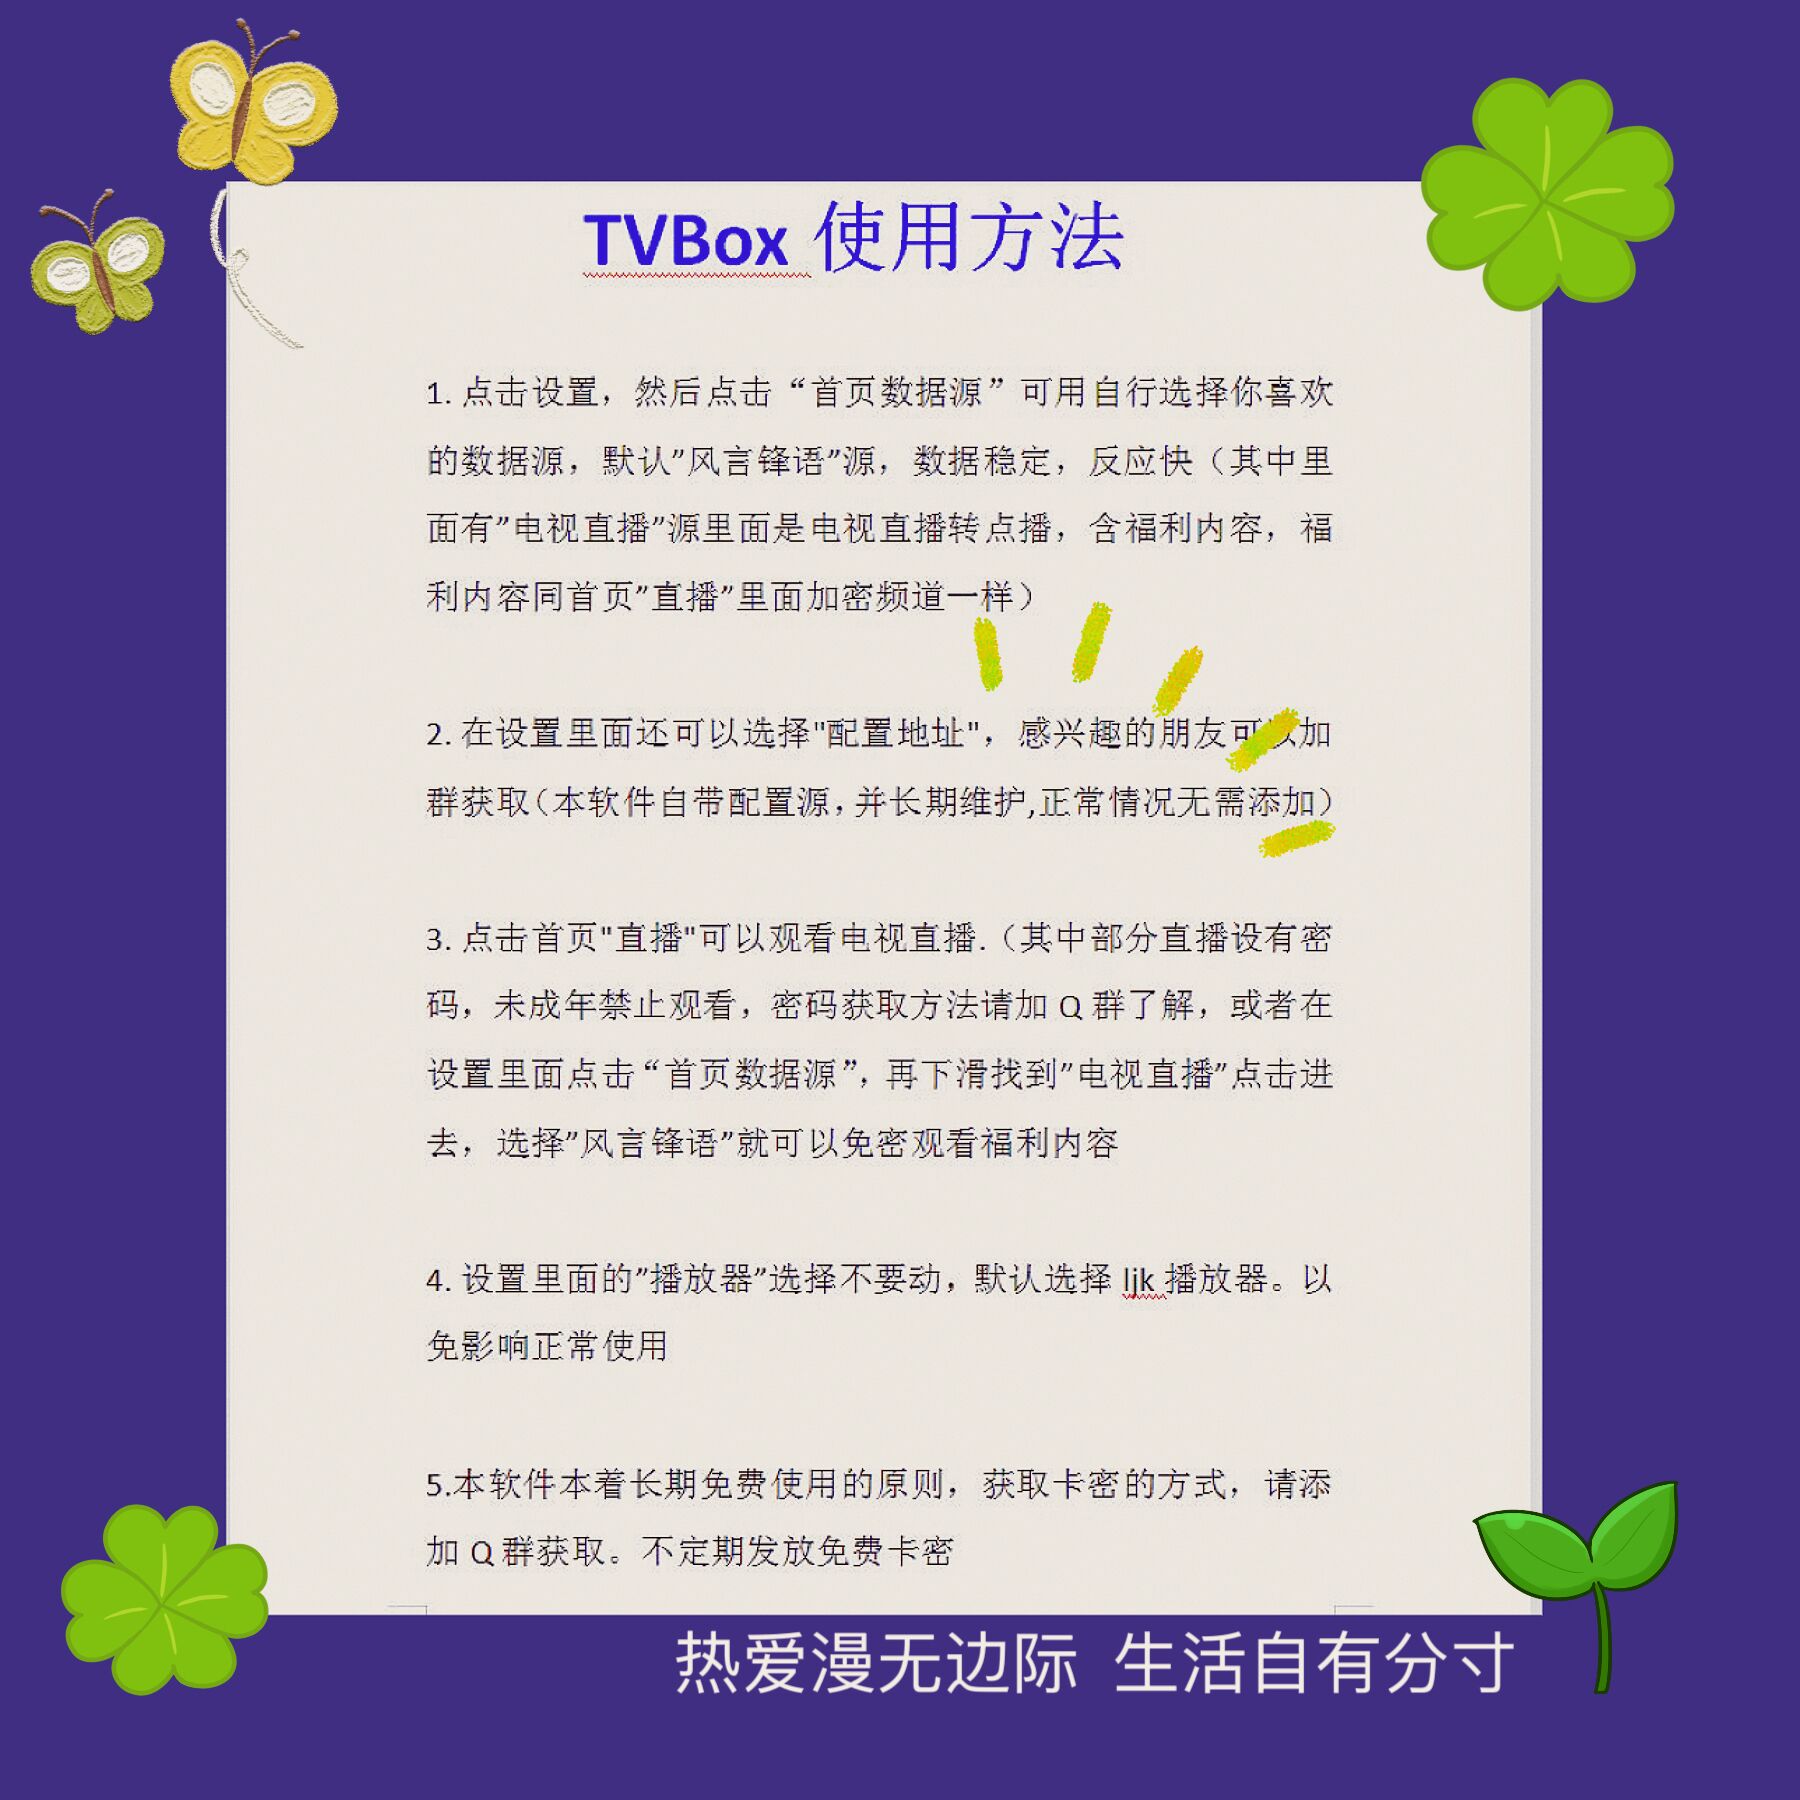 TVBox 使用方法
1. 点击设置，然后点击“首页数据源”可用自行选择你喜欢
的数据源，默认”风言锋语”源，数据稳定，反应快（其中里
面有”电视直播”源里面是电视直播转点播，含福利内容，福
利内容同首页”直播”里面加密频道一样）
2. 在设置里面还可以选择"配置地址"，感兴趣的朋友可以加
群获取（本软件自带配置源，并长期维护,正常情况无需添加）
3. 点击首页"直播"可以观看电视直播.（其中部分直播设有密
码，未成年禁止观看，密码获取方法请加 Q 群了解，或者在
设置里面点击“首页数据源”，再下滑找到”电视直播”点击进
去，选择”风言锋语”就可以免密观看福利内容
4. 设置里面的”播放器”选择不要动，默认选择 ljk 播放器。以
免影响正常使用
5.本软件本着长期免费使用的原则，获取卡密的方式，请添
加 Q 群获取。不定期发放免费卡密
热爱漫无边际 生活自有分寸